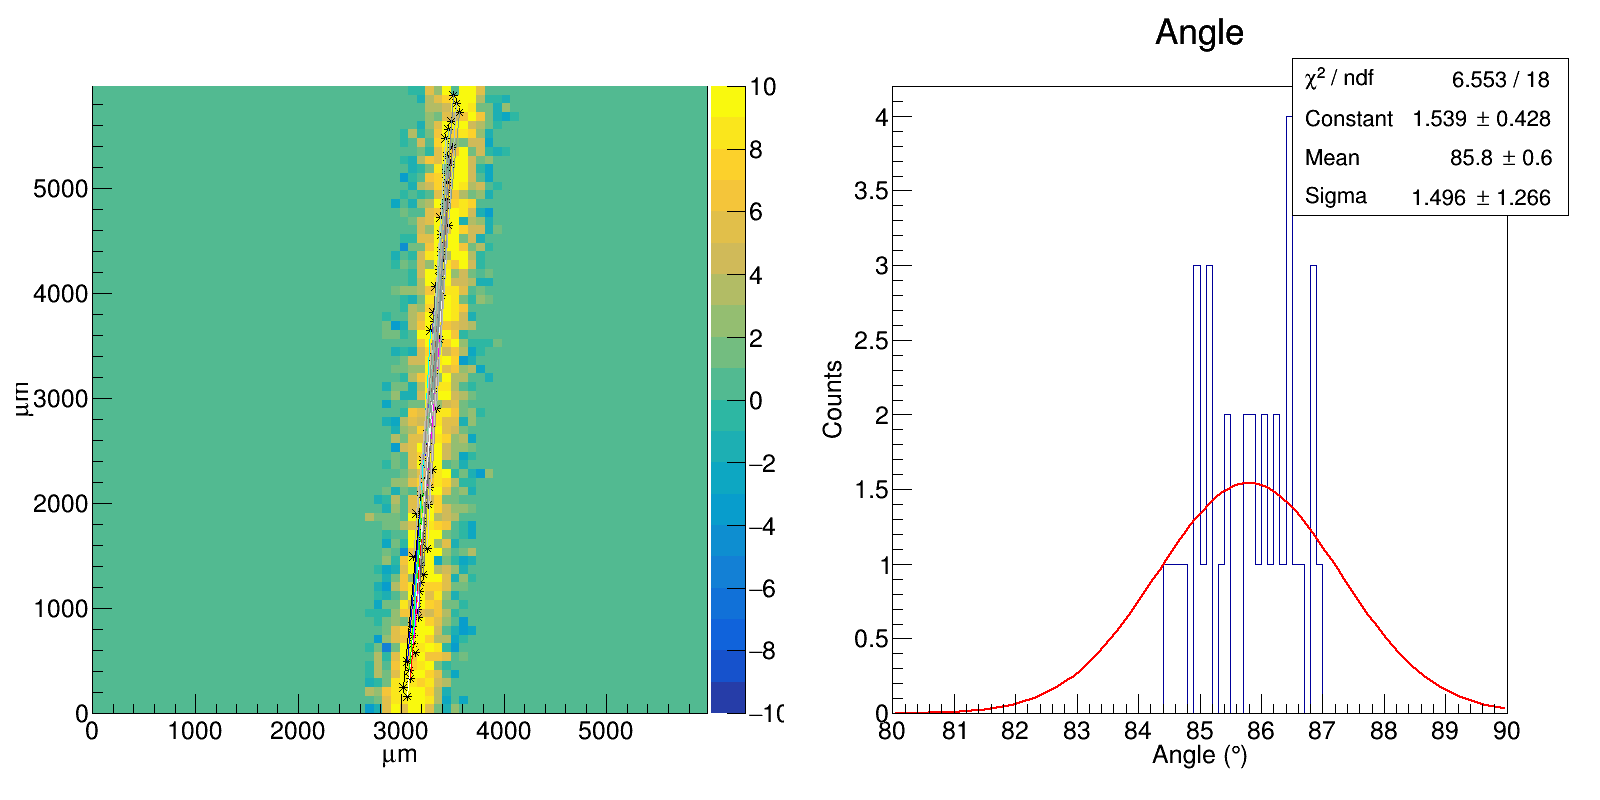 Angle
χ² / ndf 6.553 / 18
Constant 1.539 ± 0.428
Mean 85.8 ± 0.6
Sigma 1.496 ± 1.266
10
8
6
4
2
0
−2
−4
−6
−8
−10
5000
4000
3000
2000
1000
0
μm
0 1000 2000 3000 4000 5000
μm
4
3.5
3
2.5
2
1.5
1
0.5
0
Counts
80 81 82 83 84 85 86 87 88 89 90
Angle (°)